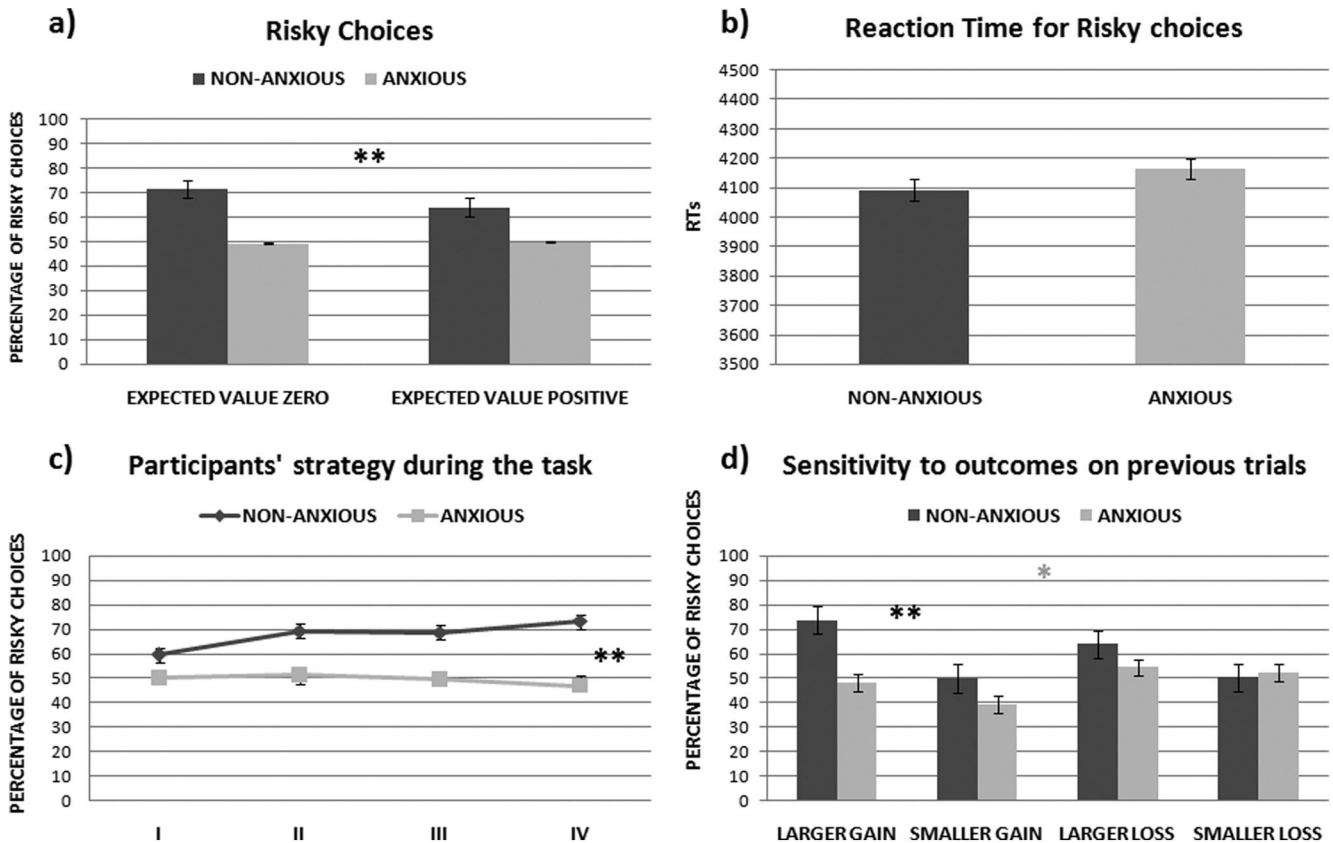 a)
Risky Choices
NON-ANXIOUS ANXIOUS
PERCENTAGE OF RISKY CHOICES
100
90
80
70
60
50
40
30
20
10
0
**
EXPECTED VALUE ZERO EXPECTED VALUE POSITIVE
b)
Reaction Time for Risky choices
RTs
4500
4400
4300
4200
4100
4000
3900
3800
3700
3600
3500
NON-ANXIOUS ANXIOUS
c)
Participants' strategy during the task
NON-ANXIOUS ANXIOUS
PERCENTAGE OF RISKY CHOICES
100
90
80
70
60
50
40
30
20
10
0
**
I II III IV
d)
Sensitivity to outcomes on previous trials
NON-ANXIOUS ANXIOUS
PERCENTAGE OF RISKY CHOICES
100
90
80
70
60
50
40
30
20
10
0
*
**
LARGER GAIN SMALLER GAIN LARGER LOSS SMALLER LOSS